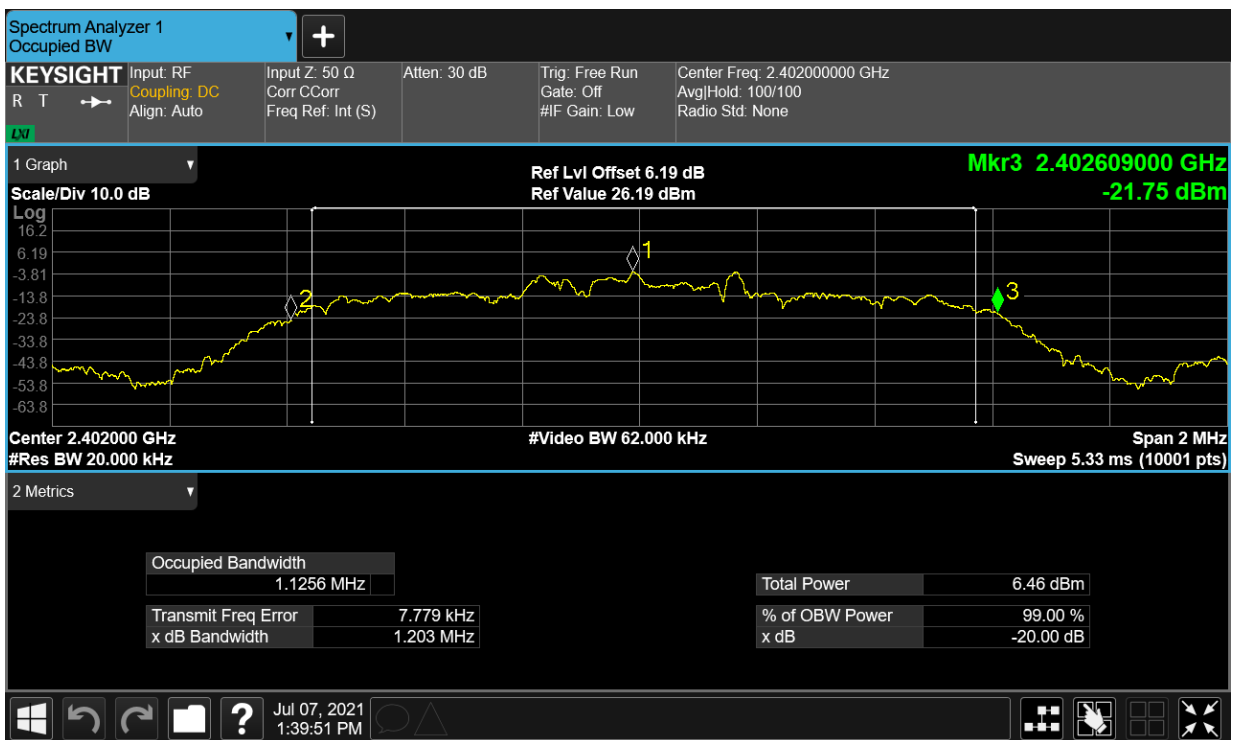 Spectrum Analyzer 1
Occupied BW
▼
+
KEYSIGHT
R T
LXI
Input: RF
Coupling: DC
Align: Auto
Input Z: 50 Ω
Corr CCorr
Freq Ref: Int (S)
Atten: 30 dB
Trig: Free Run
Gate: Off
#IF Gain: Low
Center Freq: 2.402000000 GHz
Avg|Hold: 100/100
Radio Std: None
1 Graph ▼
Scale/Div 10.0 dB
Ref Lvl Offset 6.19 dB
Ref Value 26.19 dBm
Mkr3 2.402609000 GHz
-21.75 dBm
Log
16.2
6.19
-3.81
-13.8
-23.8
-33.8
-43.8
-53.8
-63.8
1
2
3
Center 2.402000 GHz
#Video BW 62.000 kHz
Span 2 MHz
#Res BW 20.000 kHz
Sweep 5.33 ms (10001 pts)
2 Metrics ▼
Occupied Bandwidth
1.1256 MHz
Total Power 6.46 dBm
Transmit Freq Error 7.779 kHz
% of OBW Power 99.00 %
x dB Bandwidth 1.203 MHz
x dB -20.00 dB
?
Jul 07, 2021
1:39:51 PM